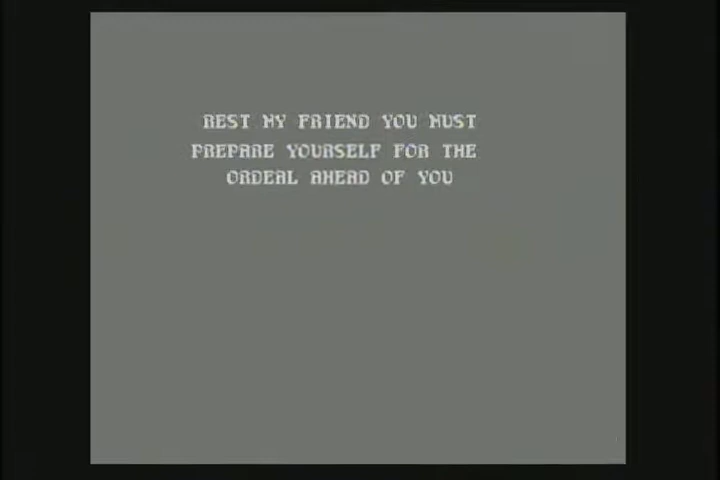 REST MY FRIEND YOU MUST
PREPARE YOURSELF FOR THE
ORDEAL AHEAD OF YOU